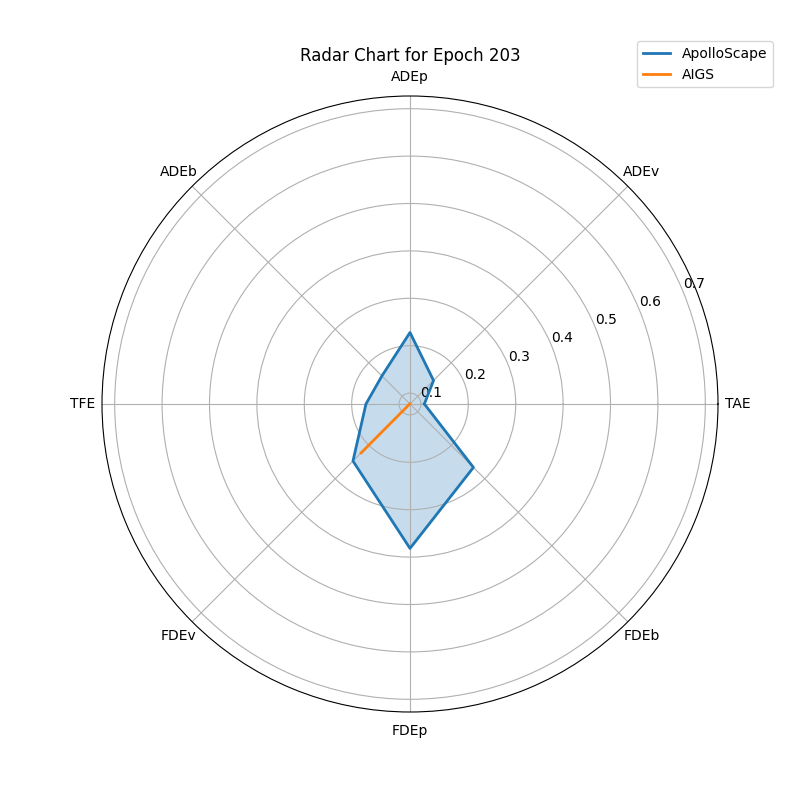 Radar Chart for Epoch 203
ApolloScape
AIGS
ADEp
ADEb
ADEv
0.7
0.6
0.5
0.4
0.3
0.2
0.1
TFE
TAE
FDEv
FDEb
FDEp